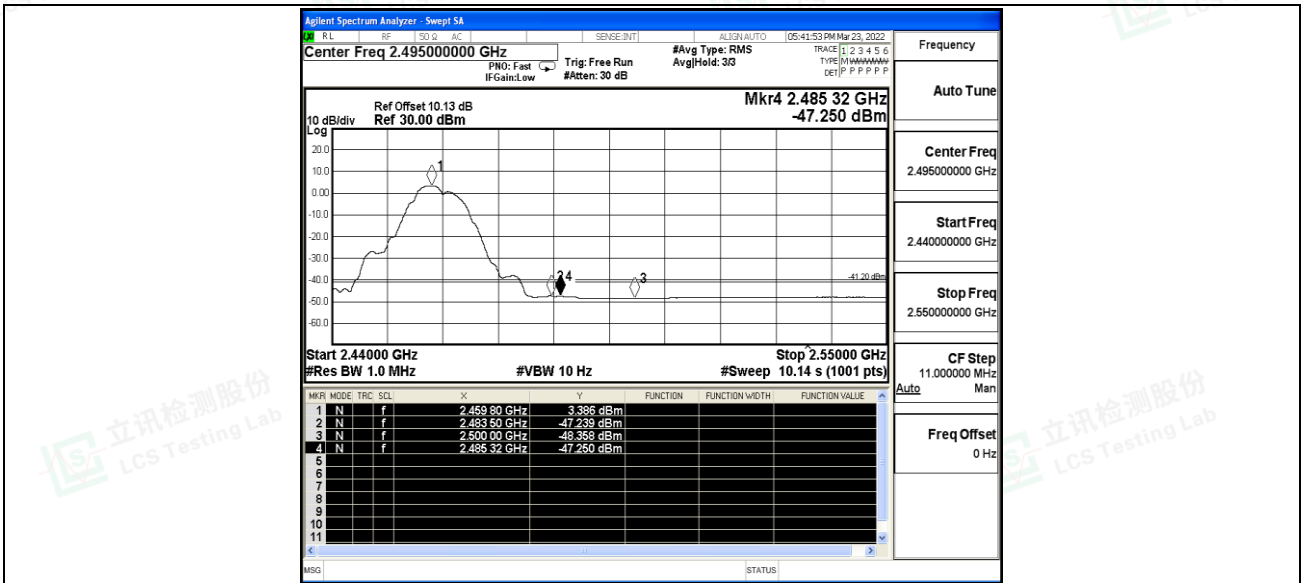 Agilent Spectrum Analyzer - Swept SA
RL RF 50 Ω AC SENSE:INT ALIGN AUTO 05:41:53 PM Mar 23, 2022
Center Freq 2.495000000 GHz
PNO: Fast
IFGain:Low
Trig: Free Run
#Atten: 30 dB
#Avg Type: RMS
Avg|Hold: 3/3
TRACE 1 2 3 4 5 6
TYPE M WWWWW
DET P P P P P P
Mkr4 2.485 32 GHz
-47.250 dBm
Ref Offset 10.13 dB
10 dB/div Ref 30.00 dBm
Log
20.0
10.0
0.00
-10.0
-20.0
-30.0
-40.0
-50.0
-60.0
1
2 4
3
-41.20 dBm
Start 2.44000 GHz Stop 2.55000 GHz
#Res BW 1.0 MHz #VBW 10 Hz #Sweep 10.14 s (1001 pts)
MKR MODE TRC SCL X Y FUNCTION FUNCTION WIDTH FUNCTION VALUE
1 N f 2.459 80 GHz 3.386 dBm
2 N f 2.483 50 GHz -47.239 dBm
3 N f 2.500 00 GHz -48.358 dBm
4 N f 2.485 32 GHz -47.250 dBm
5
6
7
8
9
10
11
MSG STATUS
Frequency
Auto Tune
Center Freq
2.495000000 GHz
Start Freq
2.440000000 GHz
Stop Freq
2.550000000 GHz
CF Step
11.000000 MHz
Auto Man
Freq Offset
0 Hz
立讯检测股份
LCS Testing Lab
立讯检测股份
LCS Testing Lab